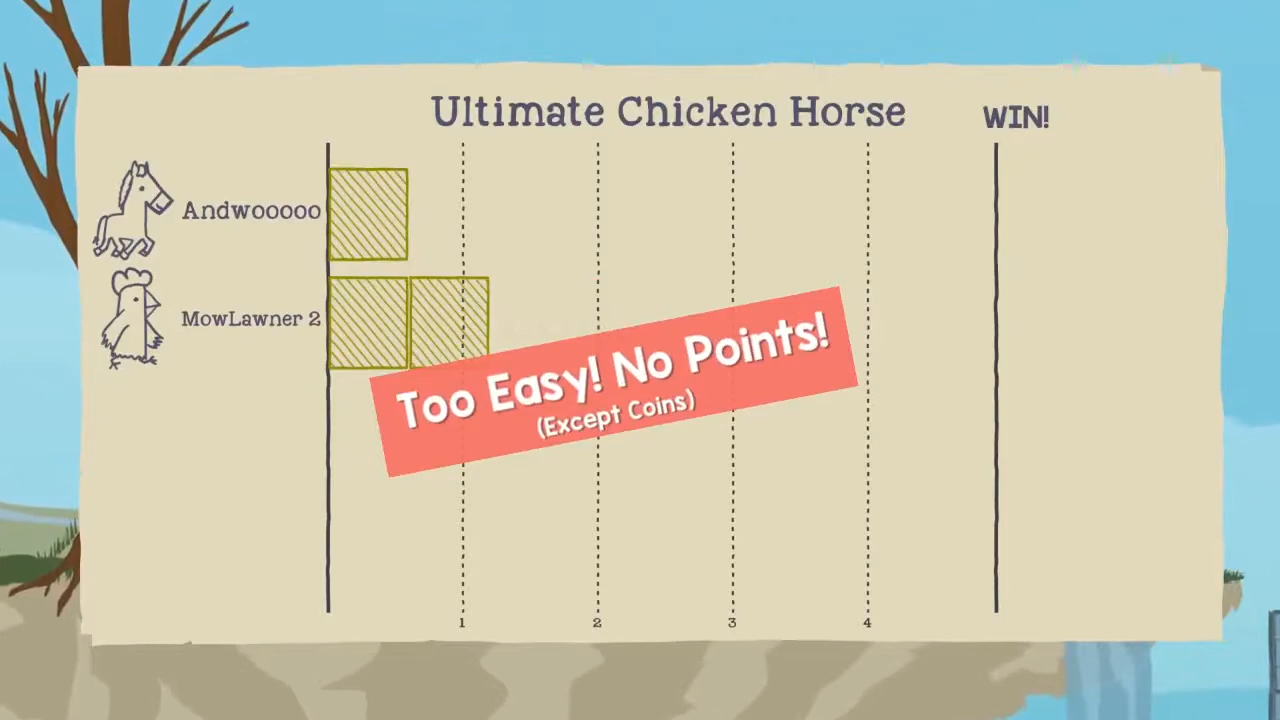 Ultimate Chicken Horse
WIN!
Andwooooo
MowLawner 2
Too Easy! No Points!
(Except Coins)
1 2 3 4